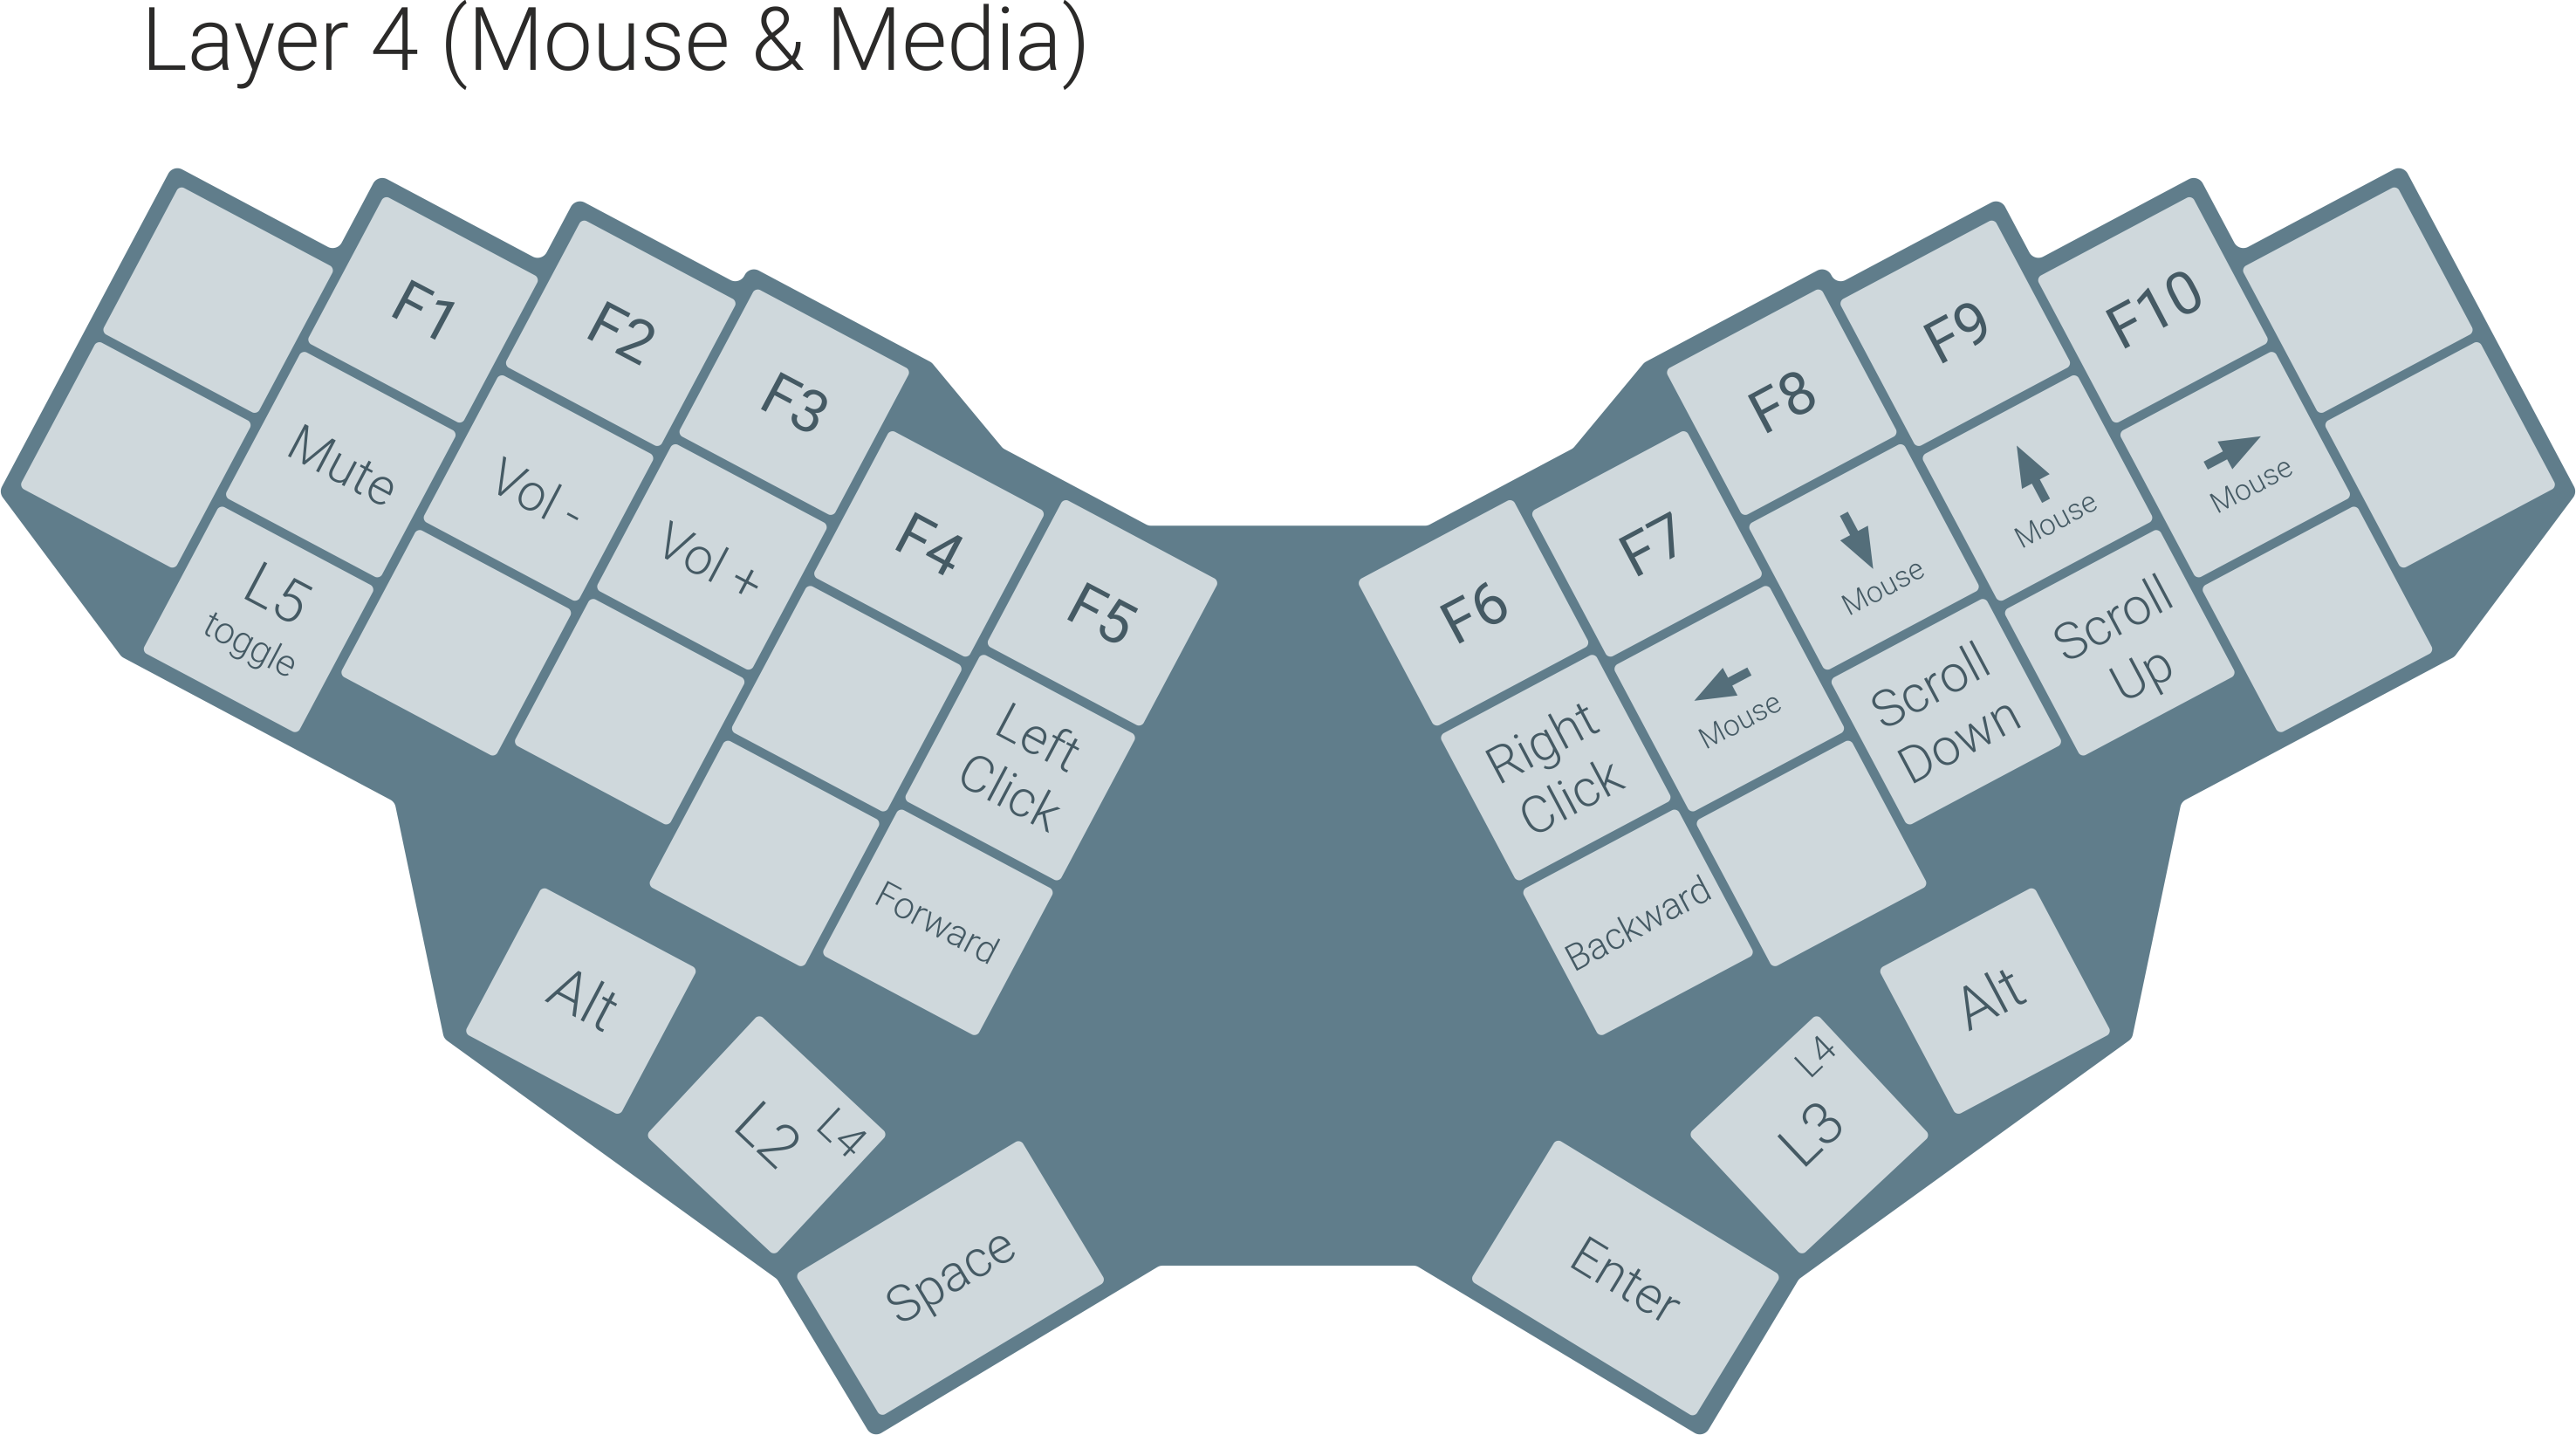 Layer 4 (Mouse & Media)
F1
F2
F3
F4
F5
Mute
Vol -
Vol +
Left
Click
L5
toggle
Forward
Alt
L2
L4
Space
F6
F7
F8
F9
F10
Right
Click
Mouse
Mouse
Mouse
Mouse
Backward
Scroll
Down
Scroll
Up
Alt
L4
L3
Enter